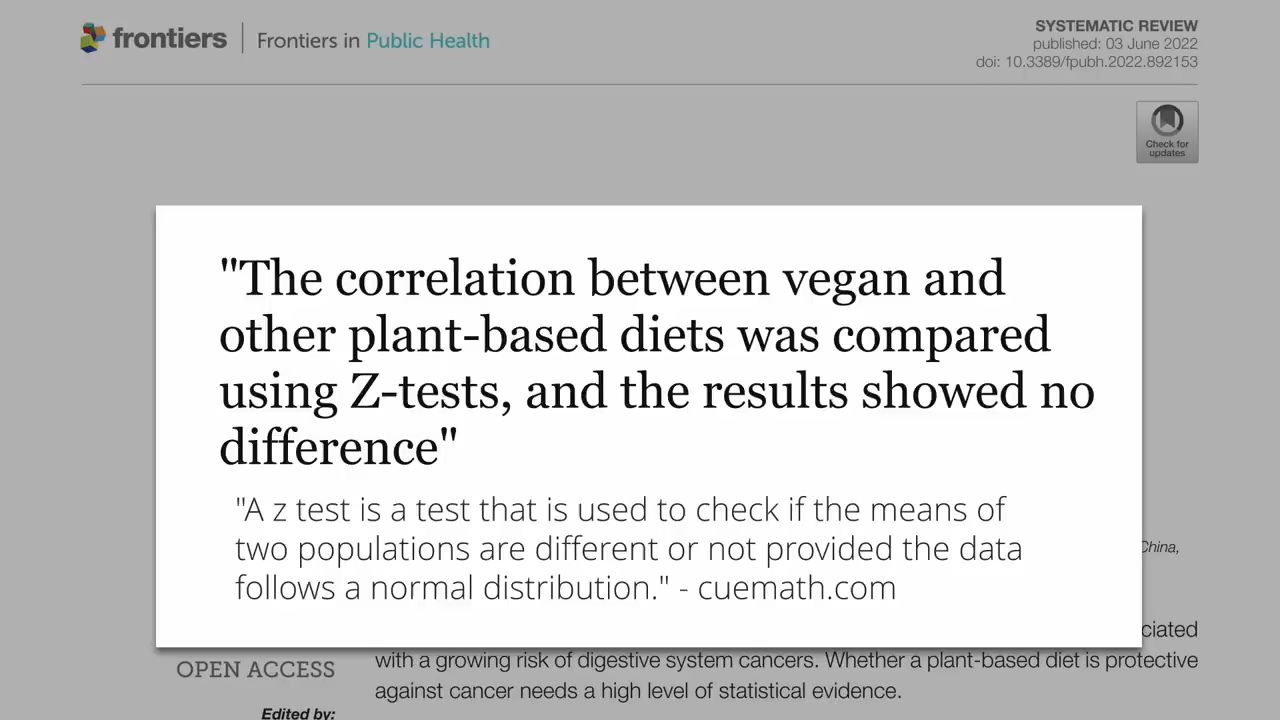 frontiers | Frontiers in Public Health
SYSTEMATIC REVIEW
published: 03 June 2022
doi: 10.3389/fpubh.2022.892153
Check for
updates
"The correlation between vegan and
other plant-based diets was compared
using Z-tests, and the results showed no
difference"
"A z test is a test that is used to check if the means of
two populations are different or not provided the data
follows a normal distribution." - cuemath.com
China,
ciated
OPEN ACCESS
with a growing risk of digestive system cancers. Whether a plant-based diet is protective
against cancer needs a high level of statistical evidence.
Edited by: